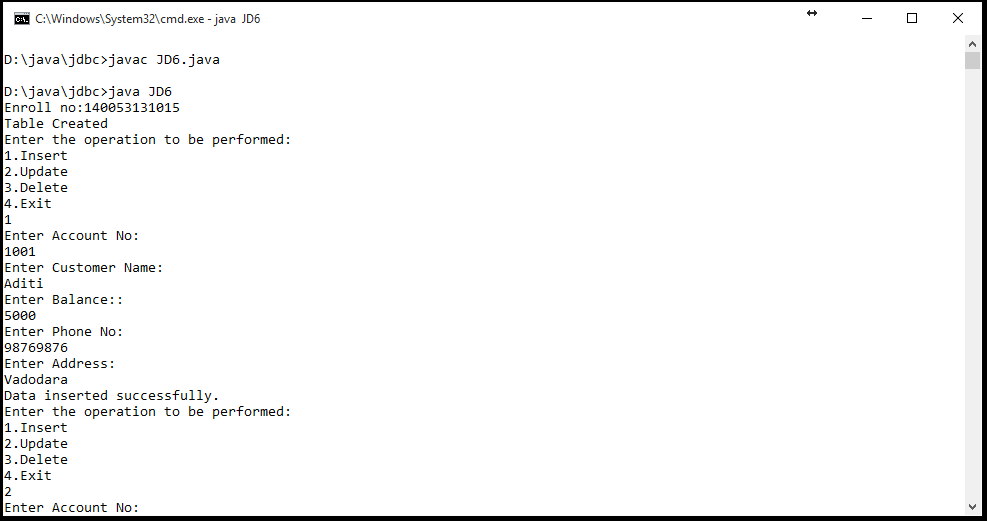 C:\Windows\System32\cmd.exe - java  JD6
D:\java\jdbc>javac JD6.java
D:\java\jdbc>java JD6
Enroll no:140053131015
Table Created
Enter the operation to be performed:
1.Insert
2.Update
3.Delete
4.Exit
1
Enter Account No:
1001
Enter Customer Name:
Aditi
Enter Balance::
5000
Enter Phone No:
98769876
Enter Address:
Vadodara
Data inserted successfully.
Enter the operation to be performed:
1.Insert
2.Update
3.Delete
4.Exit
2
Enter Account No: